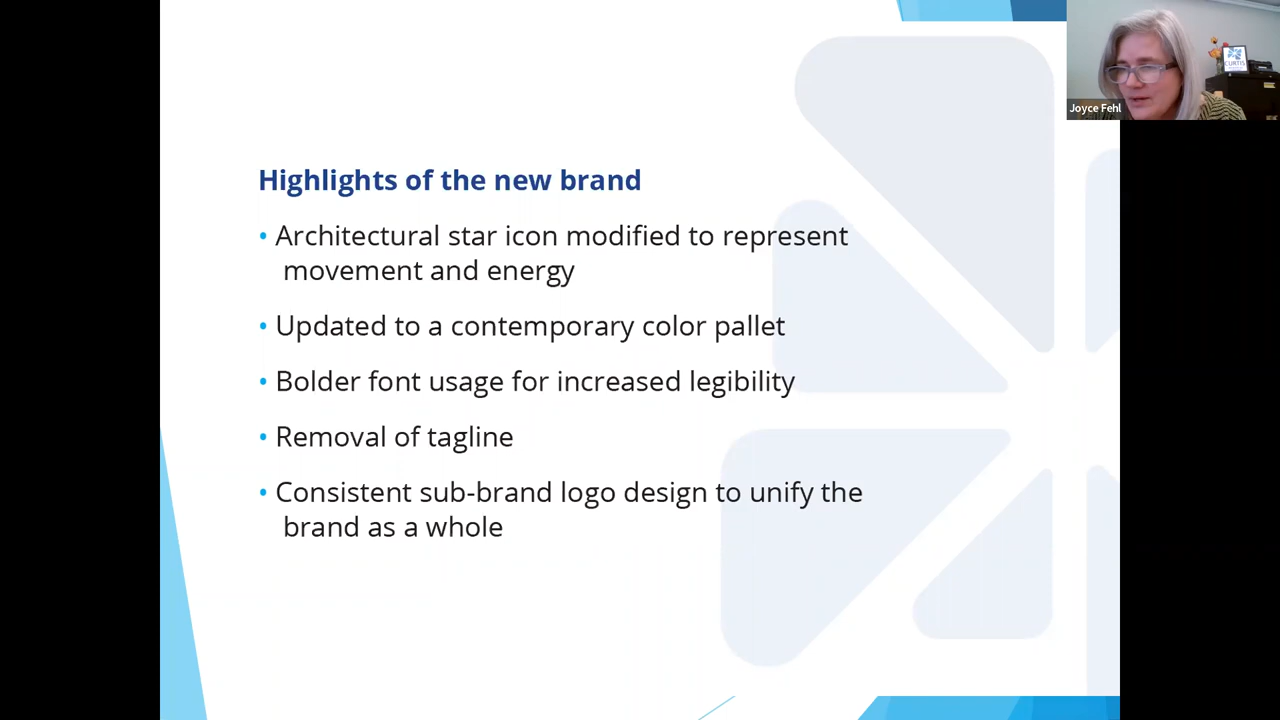 Highlights of the new brand
• Architectural star icon modified to represent
movement and energy
• Updated to a contemporary color pallet
• Bolder font usage for increased legibility
• Removal of tagline
• Consistent sub-brand logo design to unify the
brand as a whole
CURTIS
Joyce Fehl